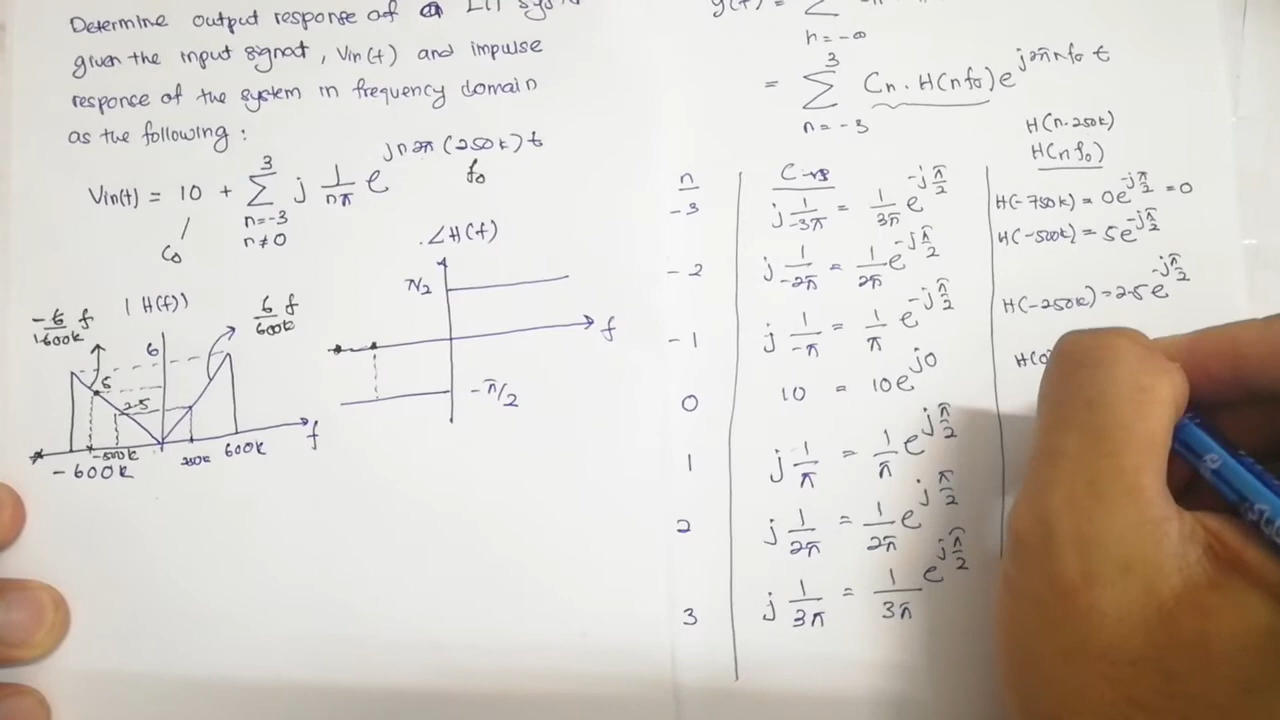 Determine output response of a LTI
given the input signal, Vin(t) and impulse
response of the system in frequency domain
as the following:
Vin(t) = 10 + 3 Σ n=-3 n≠0 j 1/nπ e^jn2π(250k)t
C0
f0
|H(f)|
-6/600k f
6/600k f
6
5
2.5
-600k
-500k
250k
600k
f
∠H(f)
π/2
-π/2
f
y(t) = Σ
n=-∞
= 3 Σ n=-3 Cn·H(nf0)e^j2πnf0t
n
Cn
H(n·250k)
H(nf0)
-3 j 1/-3π = 1/3π e^-jπ/2 H(-750k) = 0e^-jπ/2 = 0
-2 j 1/-2π = 1/2π e^-jπ/2 H(-500k) = 5e^-jπ/2
-1 j 1/-π = 1/π e^-jπ/2 H(-250k) = 2.5e^-jπ/2
0 10 = 10e^j0 H(0
1 j 1/π = 1/π e^jπ/2
2 j 1/2π = 1/2π e^jπ/2
3 j 1/3π = 1/3π e^jπ/2